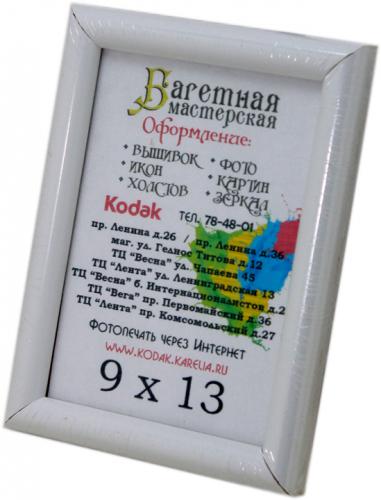 Багетная
мастерская
Оформление:
• вышивок • фото
• икон • картин
• холстов • зеркал
Kodak тел. 78-48-01
пр. Ленина д.26 пр. Ленина д.36
маг. ул. Годнос Титова д.12
ТЦ "Весна" ул. Чапаева 45
ТЦ "Лента" ул. Ленинградская 13
ТЦ "Весна" б. Интернационалистов д.2
ТЦ "Вега" пр. Первомайский д.36
ТЦ "Лента" пр. Комсомольский д.27
Фотопечать через Интернет
www.kodak.karelia.ru
9 x 13